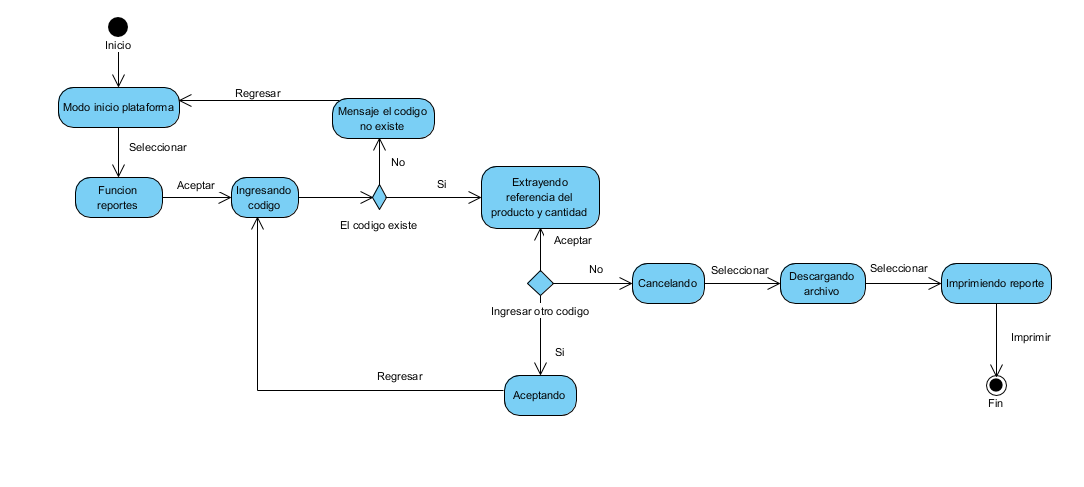 Inicio
Modo inicio plataforma
Regresar
Mensaje el codigo
no existe
Seleccionar
No
Funcion
reportes
Aceptar
Ingresando
codigo
Si
Extrayendo
referencia del
producto y cantidad
El codigo existe
Aceptar
No
Cancelando
Seleccionar
Descargando
archivo
Seleccionar
Imprimiendo reporte
Ingresar otro codigo
Imprimir
Si
Regresar
Aceptando
Fin